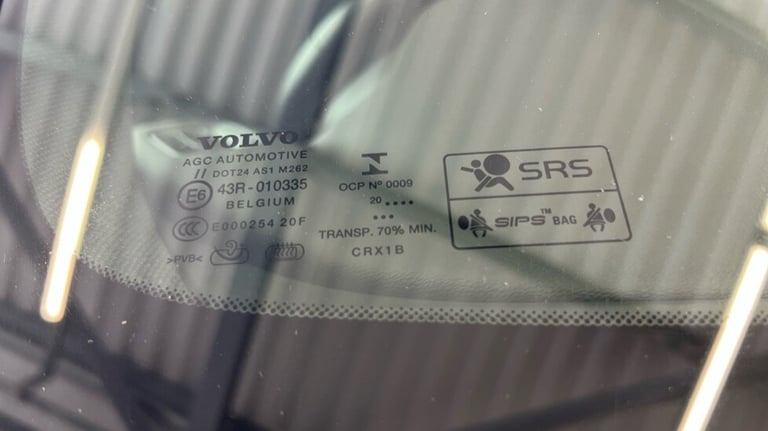 VOLVO
AGC AUTOMOTIVE
// DOT24 AS1 M262
E6 43R-010335
BELGIUM
CCC E000254 20F
>PVB<
OCP Nº 0009
20 ....
...
TRANSP. 70% MIN.
CRX1B
SRS
SIPS™ BAG